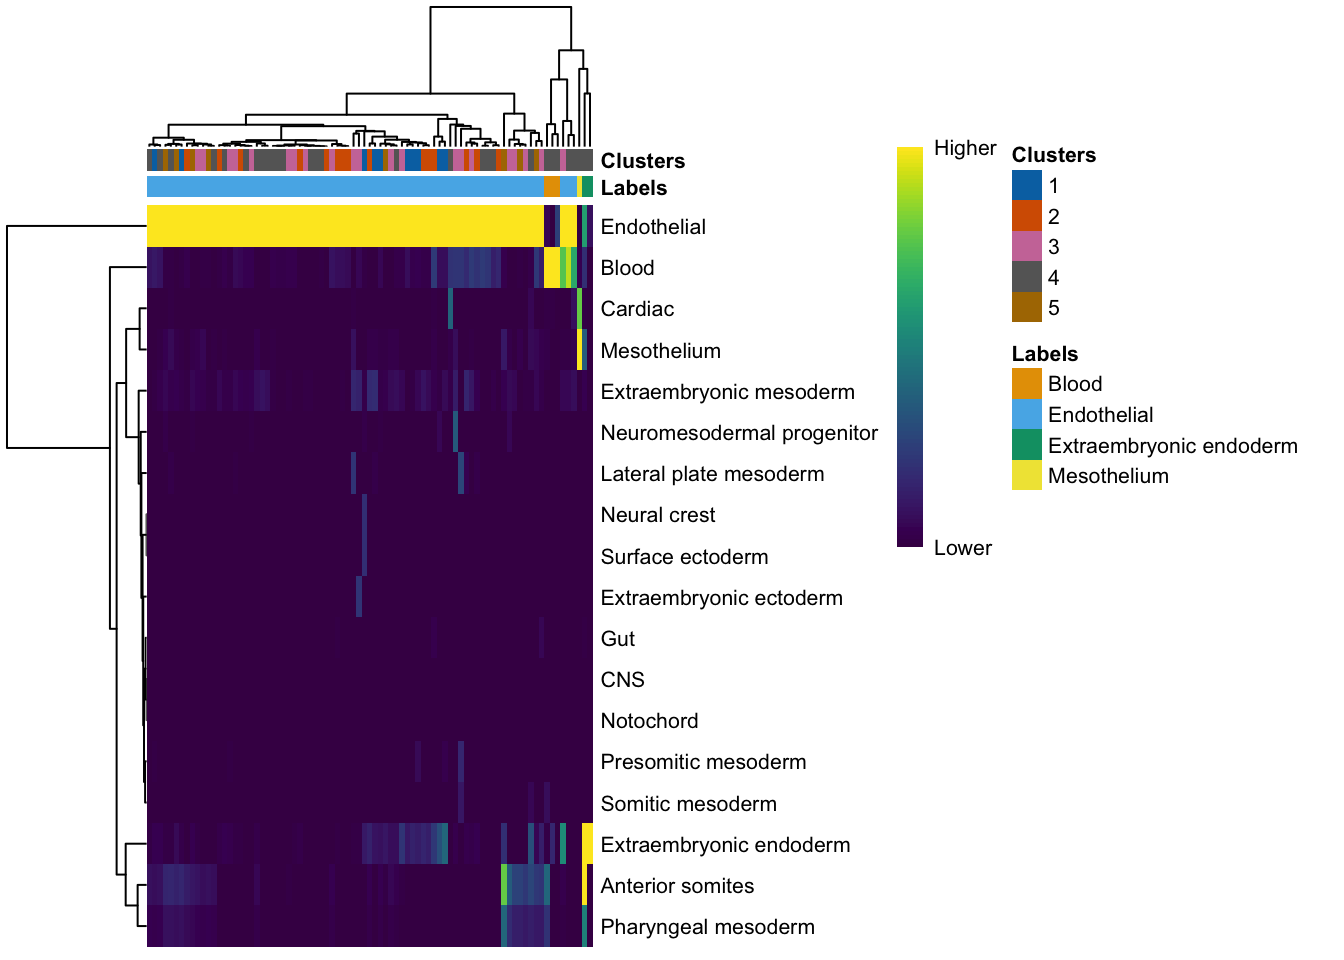 Clusters
Labels
Endothelial
Blood
Cardiac
Mesothelium
Extraembryonic mesoderm
Neuromesodermal progenitor
Lateral plate mesoderm
Neural crest
Surface ectoderm
Extraembryonic ectoderm
Gut
CNS
Notochord
Presomitic mesoderm
Somitic mesoderm
Extraembryonic endoderm
Anterior somites
Pharyngeal mesoderm
Higher
Lower
Clusters
1
2
3
4
5
Labels
Blood
Endothelial
Extraembryonic endoderm
Mesothelium